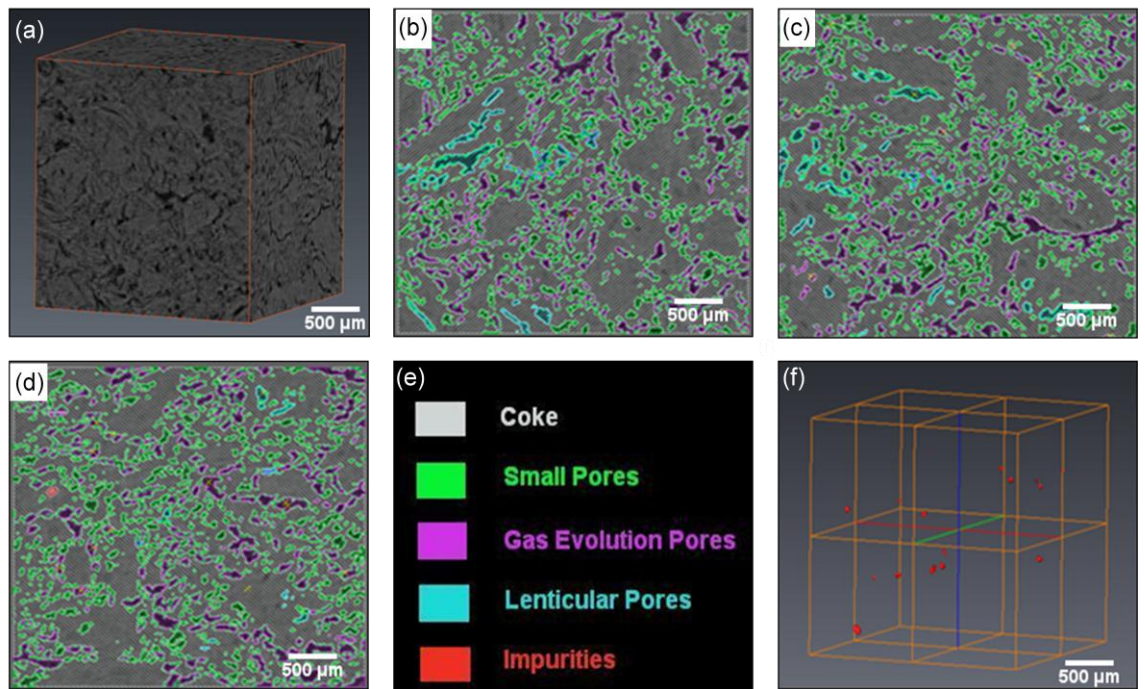 (a)
500 μm
(b)
500 μm
(c)
500 μm
(d)
500 μm
(e)
Coke
Small Pores
Gas Evolution Pores
Lenticular Pores
Impurities
(f)
500 μm